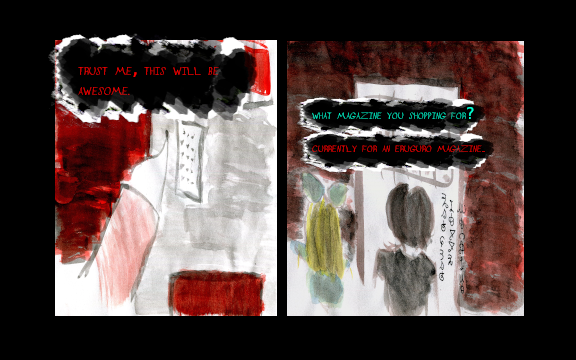 TRUST ME, THIS WILL BE
AWESOME.
WHAT MAGAZINE YOU SHOPPING FOR?
CURRENTLY FOR AN ERUGURO MAGAZINE.